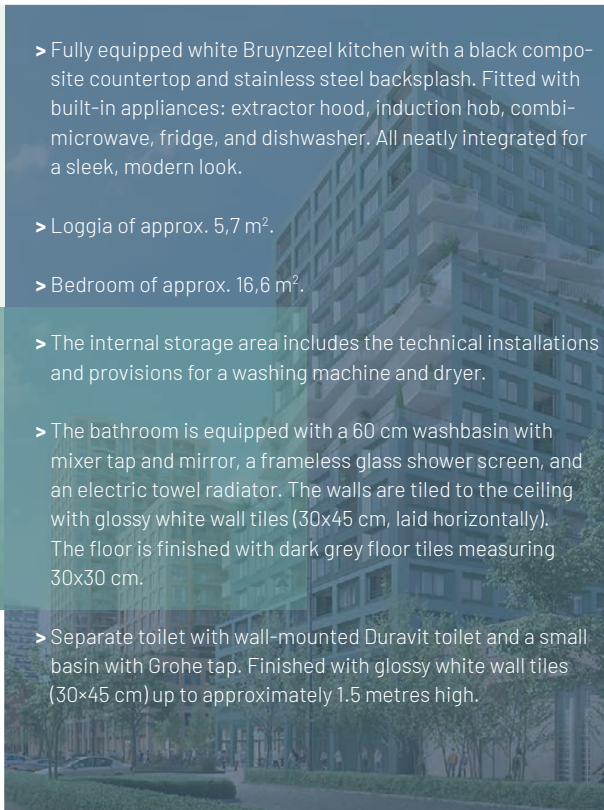 > Fully equipped white Bruynzeel kitchen with a black compo-
site countertop and stainless steel backsplash. Fitted with
built-in appliances: extractor hood, induction hob, combi-
microwave, fridge, and dishwasher. All neatly integrated for
a sleek, modern look.
> Loggia of approx. 5,7 m².
> Bedroom of approx. 16,6 m².
> The internal storage area includes the technical installations
and provisions for a washing machine and dryer.
> The bathroom is equipped with a 60 cm washbasin with
mixer tap and mirror, a frameless glass shower screen, and
an electric towel radiator. The walls are tiled to the ceiling
with glossy white wall tiles (30x45 cm, laid horizontally).
The floor is finished with dark grey floor tiles measuring
30x30 cm.
> Separate toilet with wall-mounted Duravit toilet and a small
basin with Grohe tap. Finished with glossy white wall tiles
(30×45 cm) up to approximately 1.5 metres high.